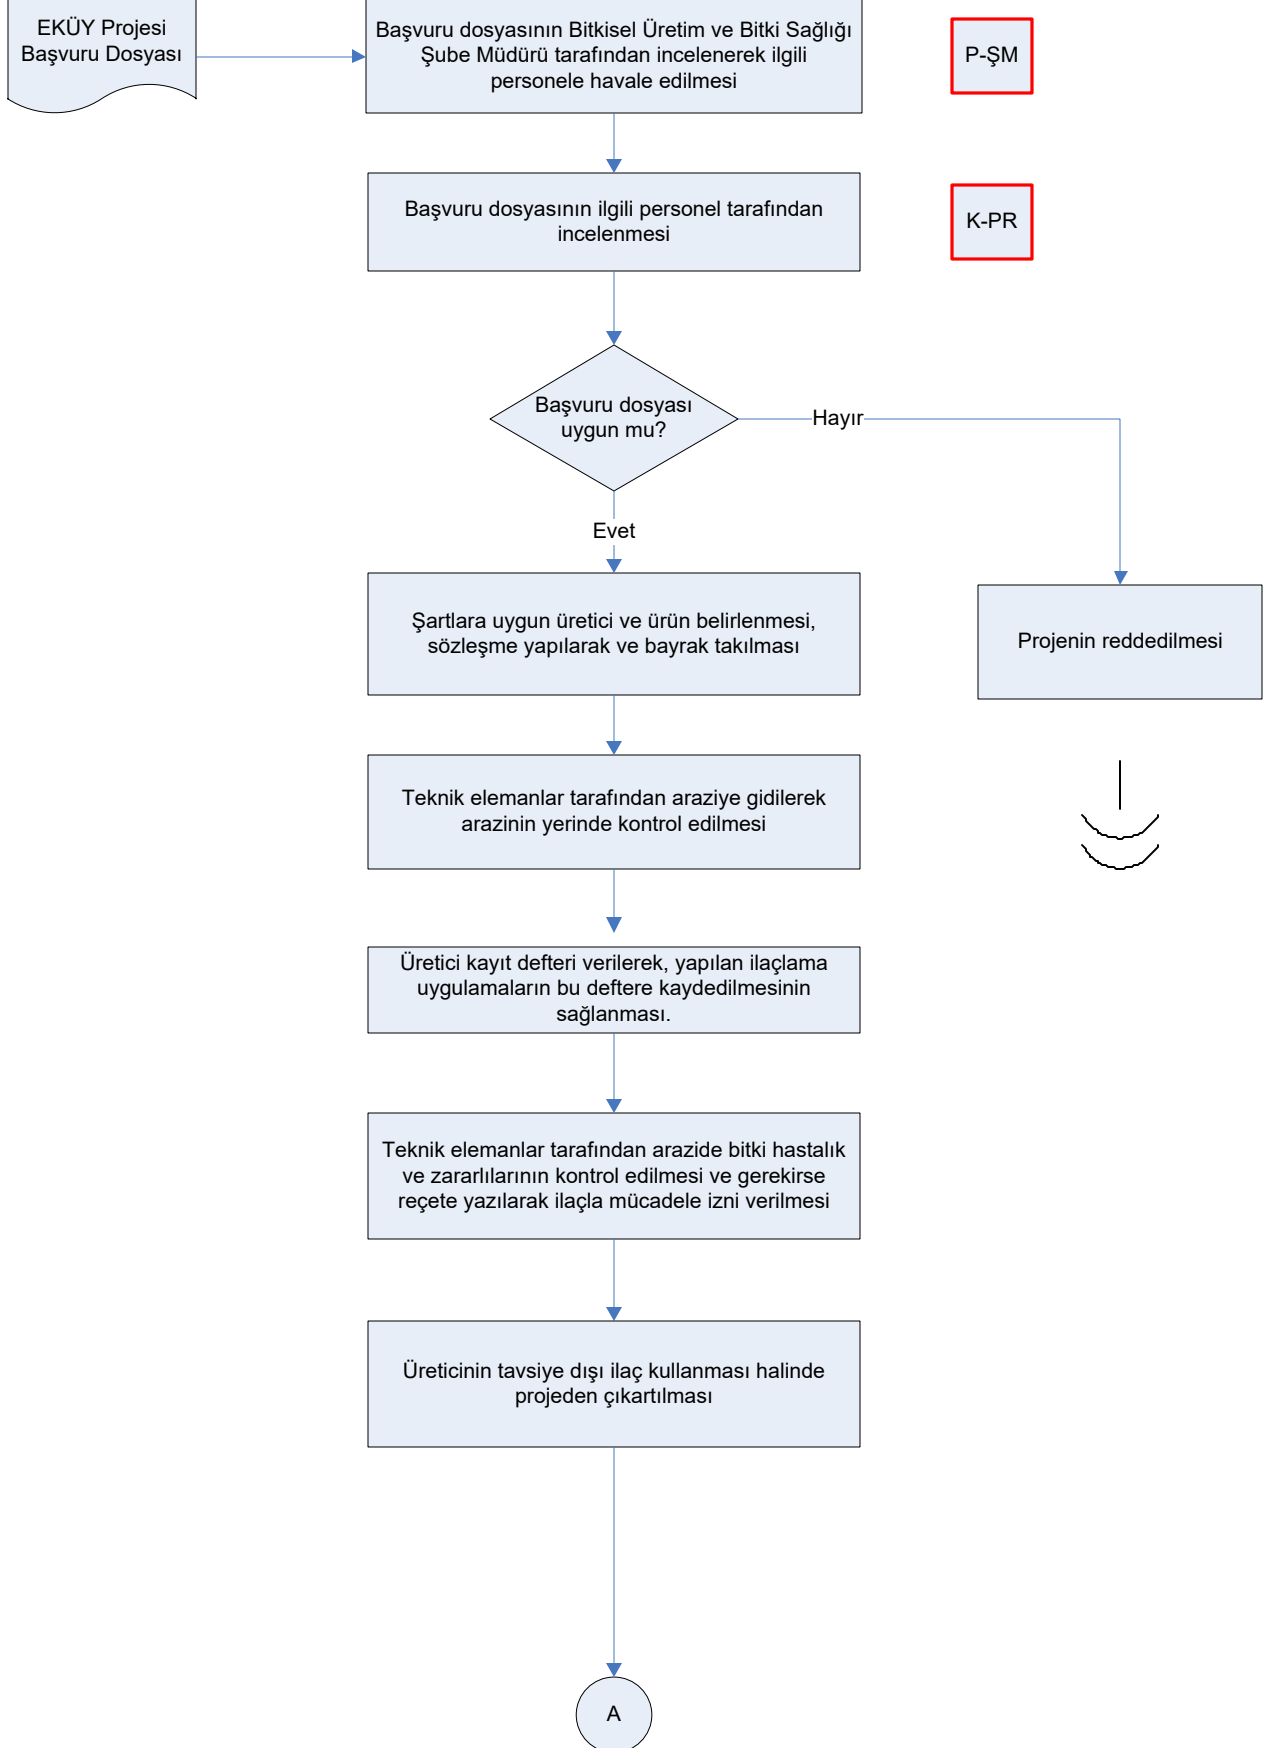 EKÜY Projesi
Başvuru Dosyası
Başvuru dosyasının Bitkisel Üretim ve Bitki Sağlığı
Şube Müdürü tarafından incelenerek ilgili
personele havale edilmesi
P-ŞM
Başvuru dosyasının ilgili personel tarafından
incelenmesi
K-PR
Başvuru dosyası
uygun mu?
Hayır
Evet
Şartlara uygun üretici ve ürün belirlenmesi,
sözleşme yapılarak ve bayrak takılması
Projenin reddedilmesi
Teknik elemanlar tarafından araziye gidilerek
arazinin yerinde kontrol edilmesi
Üretici kayıt defteri verilerek, yapılan ilaçlama
uygulamaların bu deftere kaydedilmesinin
sağlanması.
Teknik elemanlar tarafından arazide bitki hastalık
ve zararlılarının kontrol edilmesi ve gerekirse
reçete yazılarak ilaçla mücadele izni verilmesi
Üreticinin tavsiye dışı ilaç kullanması halinde
projeden çıkartılması
A